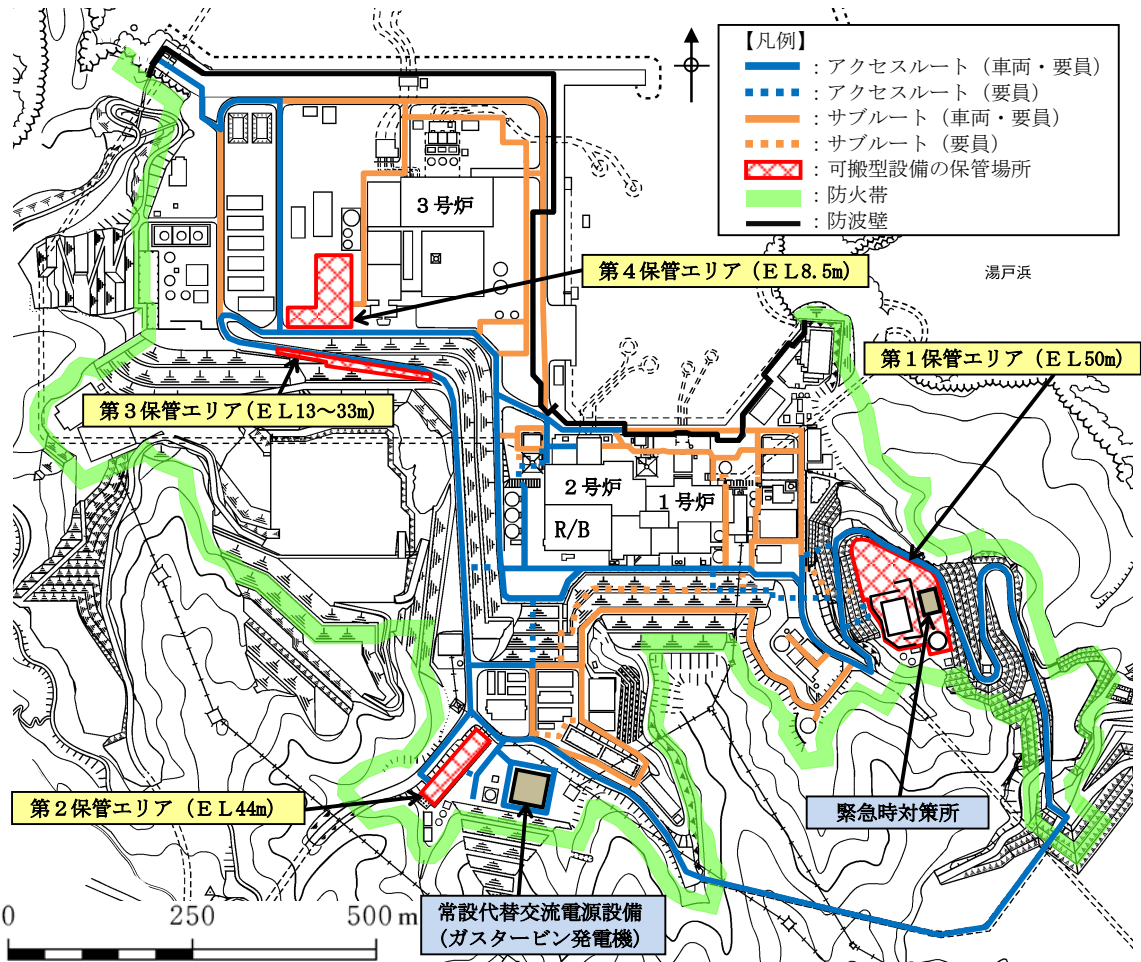 【凡例】
：アクセスルート（車両・要員）
：アクセスルート（要員）
：サブルート（車両・要員）
：サブルート（要員）
：可搬型設備の保管場所
：防火帯
：防波壁
３号炉
第４保管エリア（ＥＬ8.5m）
湯戸浜
第１保管エリア（ＥＬ50m）
第３保管エリア（ＥＬ13～33m）
２号炉
１号炉
R/B
第２保管エリア（ＥＬ44m）
緊急時対策所
常設代替交流電源設備
（ガスタービン発電機）
0 250 500 m